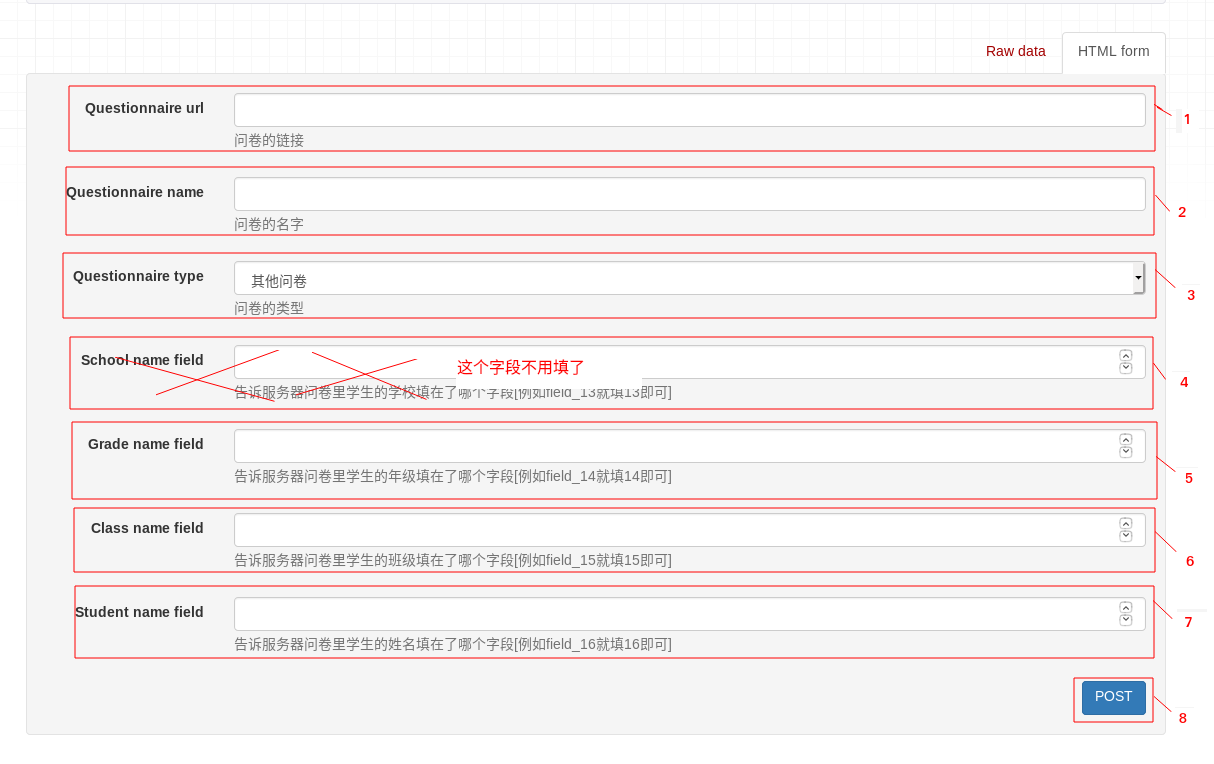 Raw data
HTML form
Questionnaire url
问卷的链接
1
Questionnaire name
问卷的名字
2
Questionnaire type
其他问卷
问卷的类型
3
School name field
这个字段不用填了
告诉服务器问卷里学生的学校填在了哪个字段[例如field_13就填13即可]
4
Grade name field
告诉服务器问卷里学生的年级填在了哪个字段[例如field_14就填14即可]
5
Class name field
告诉服务器问卷里学生的班级填在了哪个字段[例如field_15就填15即可]
6
Student name field
告诉服务器问卷里学生的姓名填在了哪个字段[例如field_16就填16即可]
7
POST
8